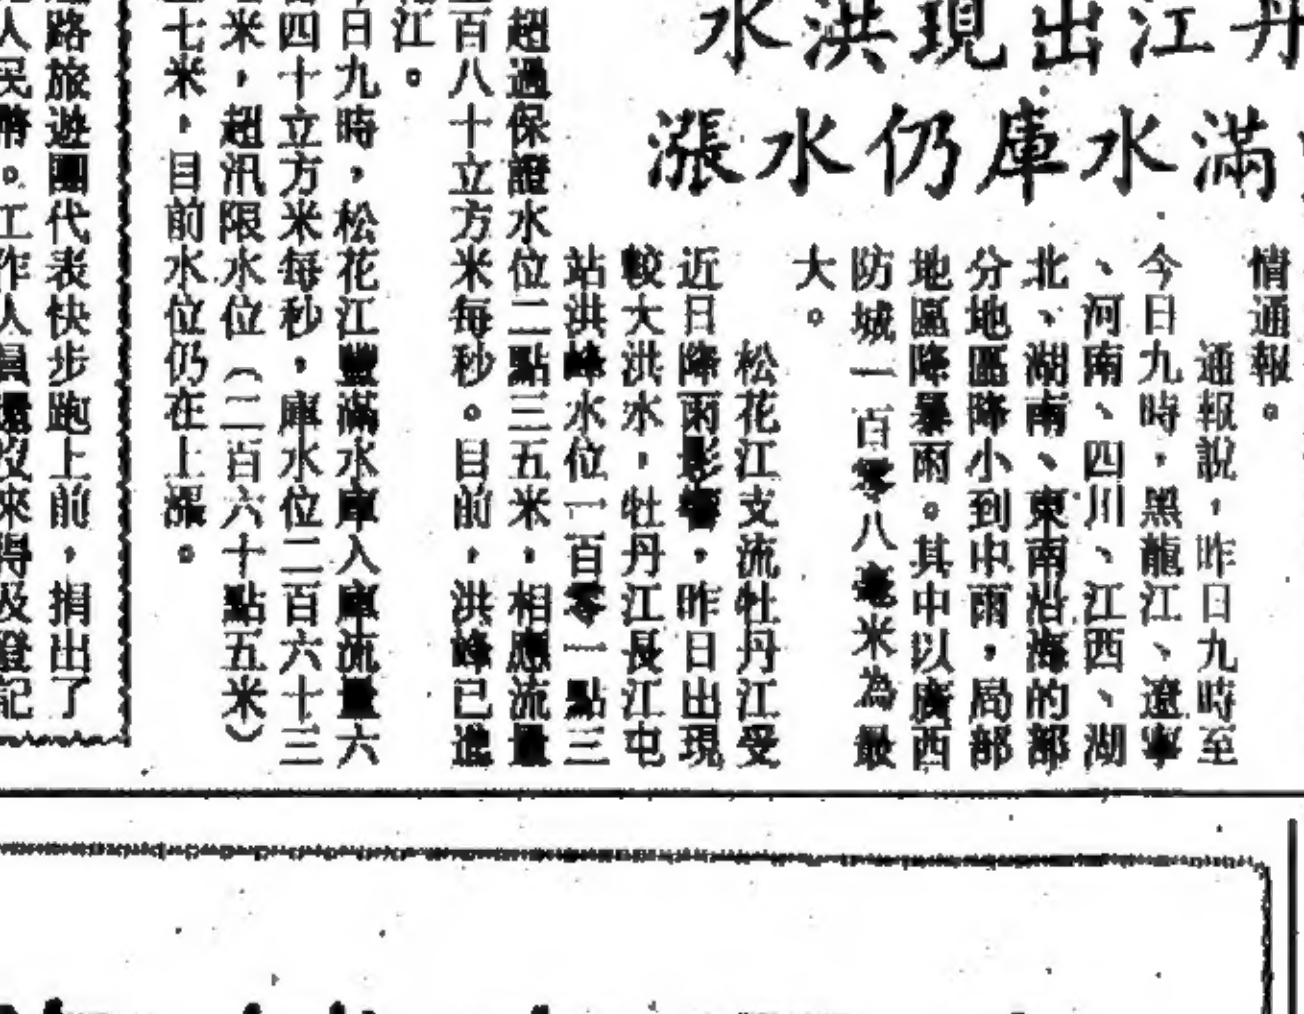 丹江出現洪水
滿水庫仍水漲
情通報。
通報說，昨日九時至
今日九時，黑龍江、遼寧
、河南、四川、江西、湖
北、湖南、東南沿海的部
分地區降小到中雨，局部
地區降暴雨。其中以廣西
防城一百零八毫米為最
大。
松花江支流牡丹江受
近日降雨影響，昨日出現
較大洪水，牡丹江長江屯
站洪峰水位一百零一點三
超過保證水位二點三五米，相應流量
百八十立方米每秒。目前，洪峰已進
江。
日九時，松花江豐滿水庫入庫流量六
四十立方米每秒，庫水位二百六十三
米，超汛限水位（二百六十點五米）
七米，目前水位仍在上漲。
路旅遊團代表快步跑上前，捐出了
人民幣。工作人員還沒來得及登記